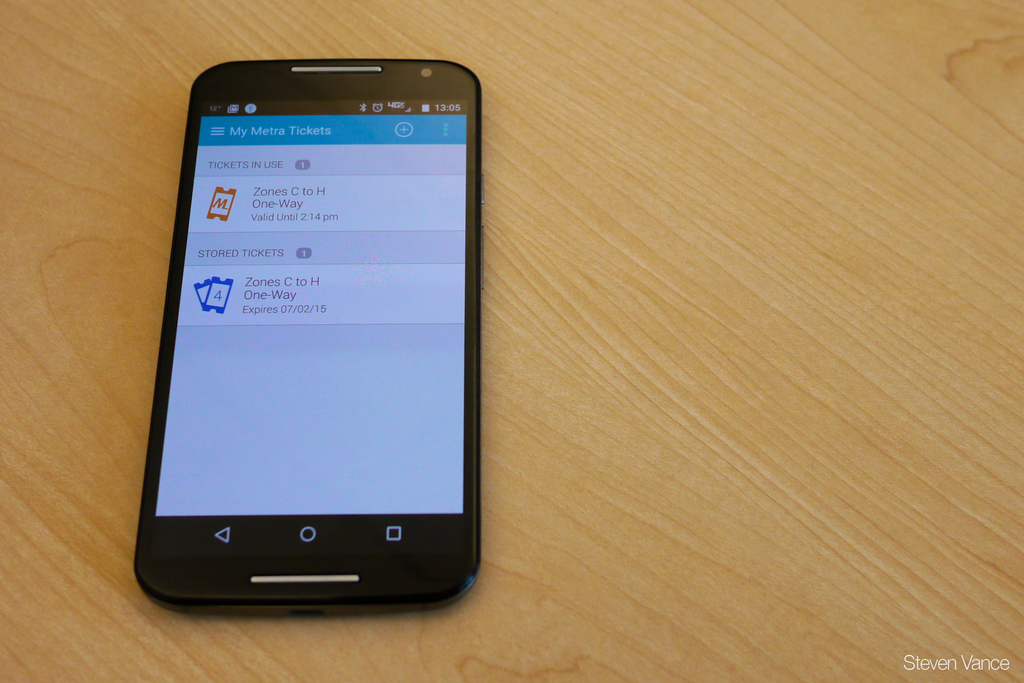 12° 4G 13:05
My Metra Tickets
TICKETS IN USE 1
M
Zones C to H
One-Way
Valid Until 2:14 pm
STORED TICKETS 1
4
Zones C to H
One-Way
Expires 07/02/15
Steven Vance